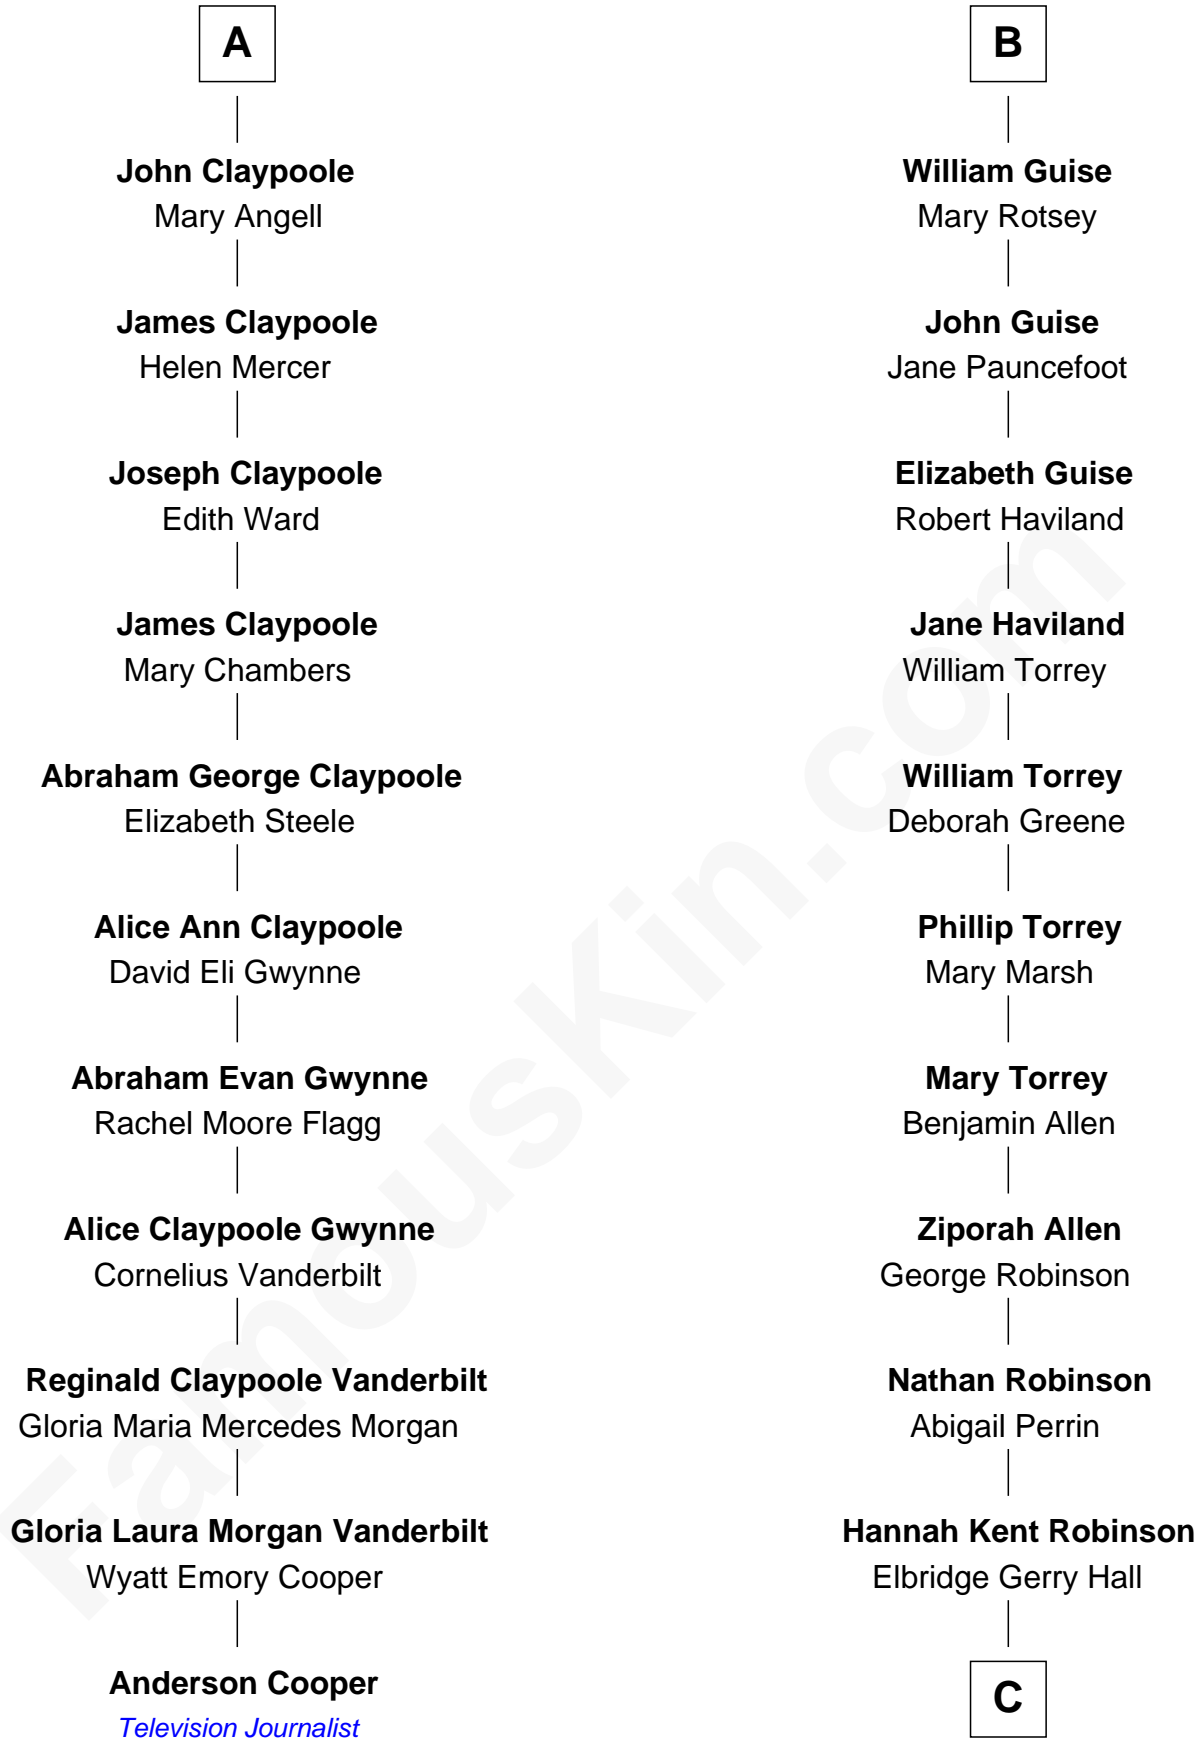 A
John Claypoole
Mary Angell
James Claypoole
Helen Mercer
Joseph Claypoole
Edith Ward
James Claypoole
Mary Chambers
Abraham George Claypoole
Elizabeth Steele
Alice Ann Claypoole
David Eli Gwynne
Abraham Evan Gwynne
Rachel Moore Flagg
Alice Claypoole Gwynne
Cornelius Vanderbilt
Reginald Claypoole Vanderbilt
Gloria Maria Mercedes Morgan
Gloria Laura Morgan Vanderbilt
Wyatt Emory Cooper
Anderson Cooper
Television Journalist
B
William Guise
Mary Rotsey
John Guise
Jane Pauncefoot
Elizabeth Guise
Robert Haviland
Jane Haviland
William Torrey
William Torrey
Deborah Greene
Phillip Torrey
Mary Marsh
Mary Torrey
Benjamin Allen
Ziporah Allen
George Robinson
Nathan Robinson
Abigail Perrin
Hannah Kent Robinson
Elbridge Gerry Hall
C
FamousKin.com